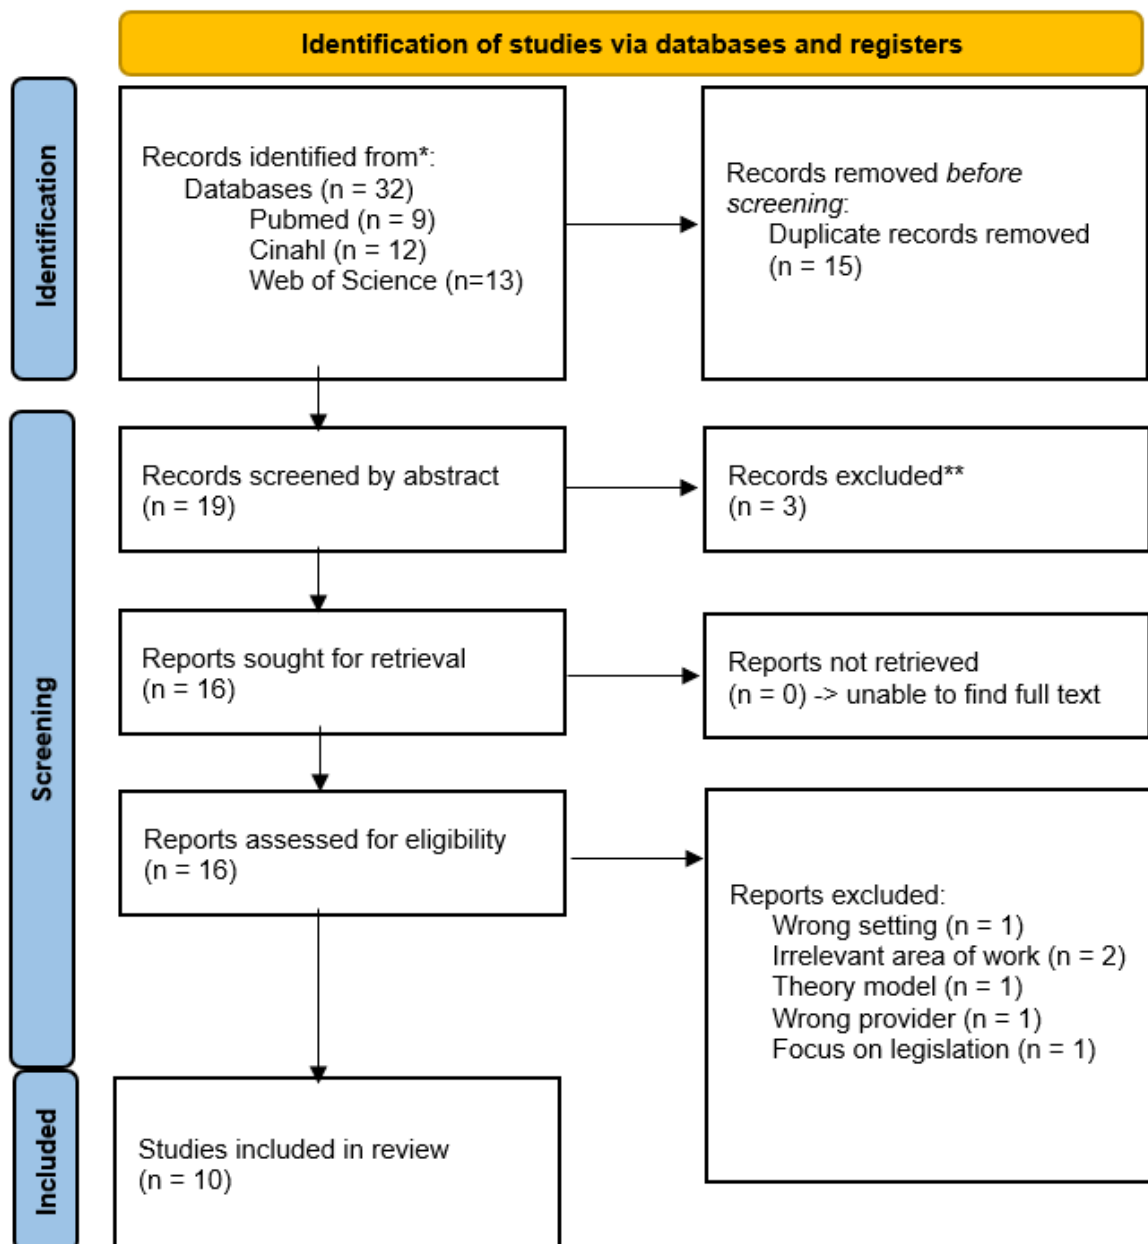 Identification of studies via databases and registers
Identification
Records identified from*:
Databases (n = 32)
Pubmed (n = 9)
Cinahl (n = 12)
Web of Science (n=13)
Records removed before
screening:
Duplicate records removed
(n = 15)
Screening
Records screened by abstract
(n = 19)
Records excluded**
(n = 3)
Reports sought for retrieval
(n = 16)
Reports not retrieved
(n = 0) -> unable to find full text
Reports assessed for eligibility
(n = 16)
Reports excluded:
Wrong setting (n = 1)
Irrelevant area of work (n = 2)
Theory model (n = 1)
Wrong provider (n = 1)
Focus on legislation (n = 1)
Included
Studies included in review
(n = 10)